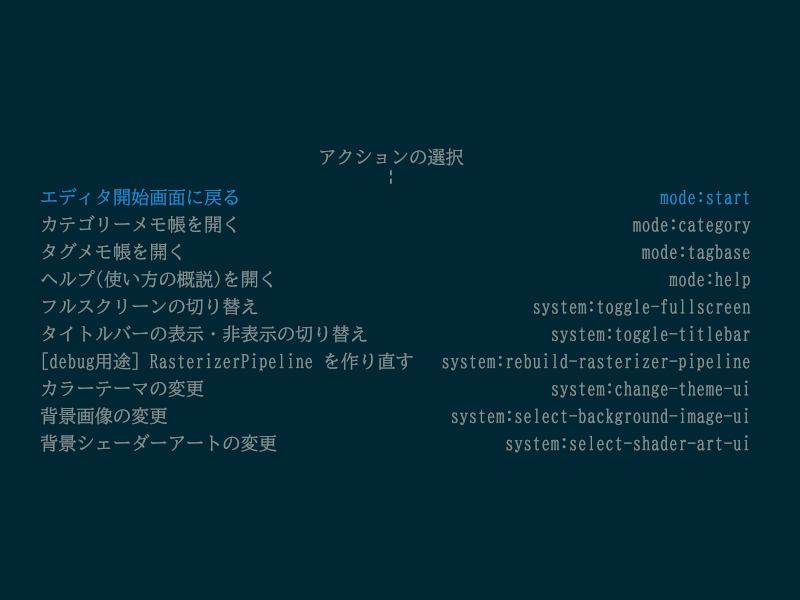 アクションの選択
エディタ開始画面に戻る mode:start
カテゴリーメモ帳を開く mode:category
タグメモ帳を開く mode:tagbase
ヘルプ(使い方の概説)を開く mode:help
フルスクリーンの切り替え system:toggle-fullscreen
タイトルバーの表示・非表示の切り替え system:toggle-titlebar
[debug用途] RasterizerPipeline を作り直す system:rebuild-rasterizer-pipeline
カラーテーマの変更 system:change-theme-ui
背景画像の変更 system:select-background-image-ui
背景シェーダーアートの変更 system:select-shader-art-ui